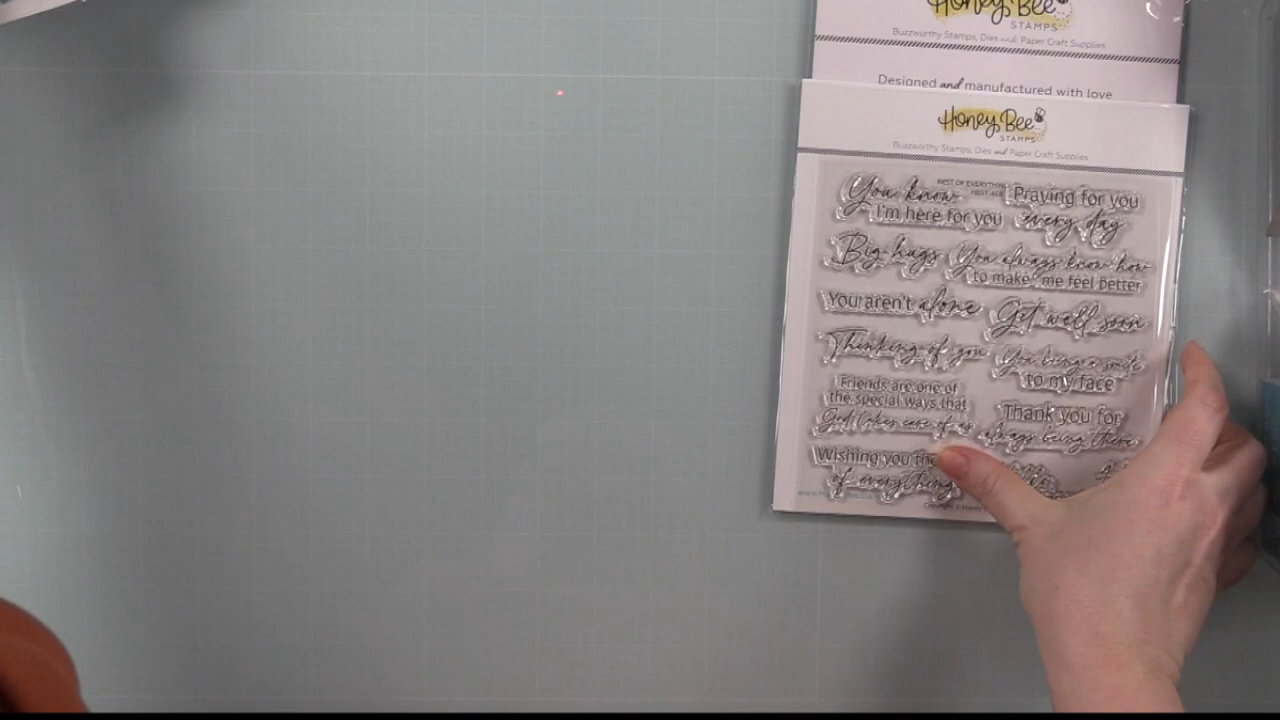 Honey Bee
STAMPS
Buzzworthy Stamps, Dies and Paper Craft Supplies
Designed and manufactured with love
Honey Bee
STAMPS
Buzzworthy Stamps, Dies and Paper Craft Supplies
BEST OF EVERYTHING
You know
I'm here for you
Praying for you
every day
Big hugs
You always know how
to make me feel better
You aren't alone
Get well soon
Thinking of you
You bring a smile
to my face
Friends are one of
the special ways that
God takes care of us
Thank you for
always being there
Wishing you the
of everything